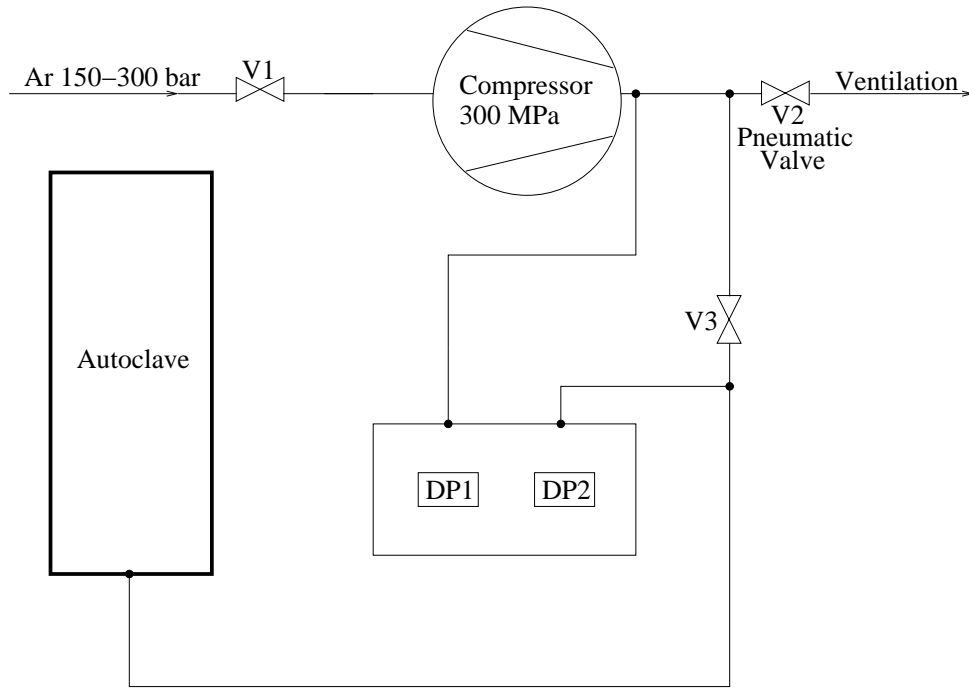 Ar 150–300 bar
V1
Compressor
300 MPa
Ventilation
V2
Pneumatic
Valve
V3
Autoclave
DP1
DP2